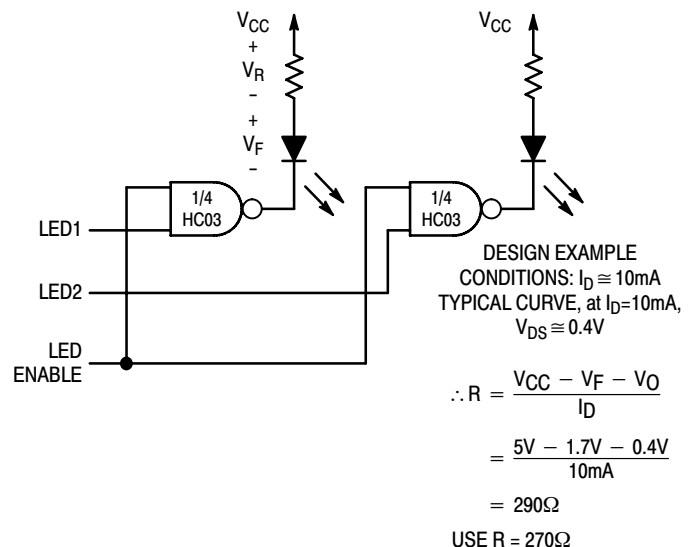 VCC
+
VR
−
+
VF
−
VCC
1/4
HC03
1/4
HC03
LED1
LED2
LED
ENABLE
DESIGN EXAMPLE
CONDITIONS: ID ≅ 10mA
TYPICAL CURVE, at ID=10mA,
VDS ≅ 0.4V
∴ R = VCC − VF − VO
ID
= 5V − 1.7V − 0.4V
10mA
= 290Ω
USE R = 270Ω